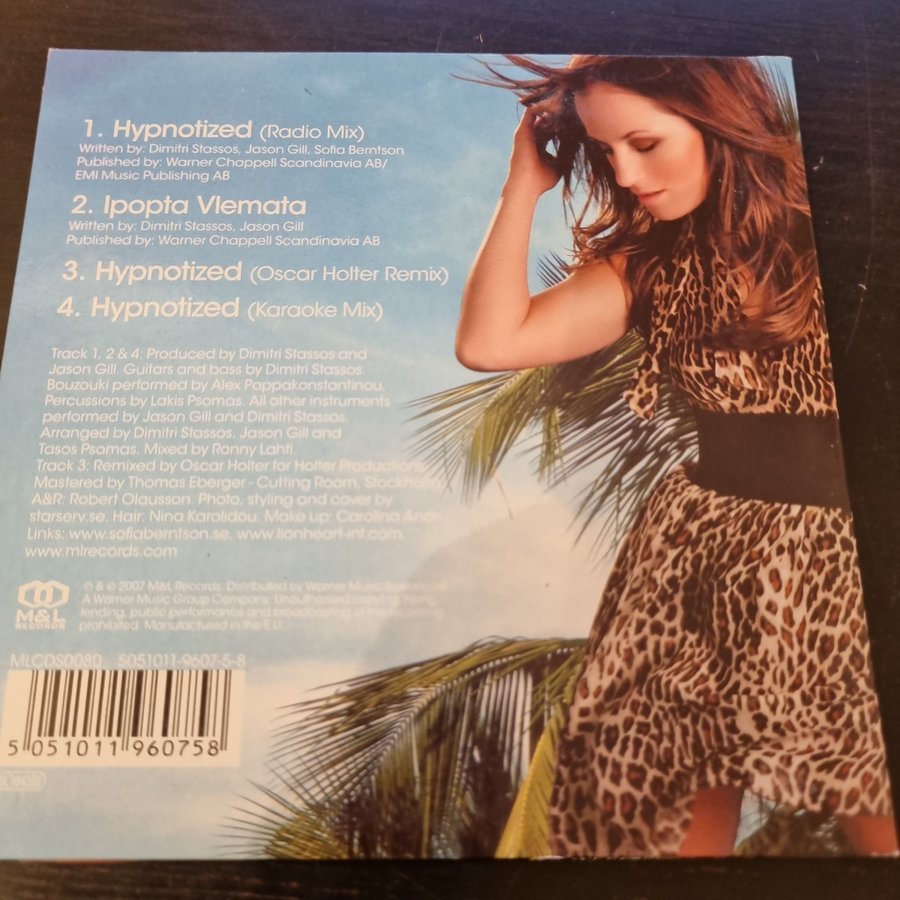 1. Hypnotized (Radio Mix)
Written by: Dimitri Stassos, Jason Gill, Sofia Berntson
Published by: Warner Chappell Scandinavia AB/
EMI Music Publishing AB
2. Ipopta Vlemata
Written by: Dimitri Stassos, Jason Gill
Published by: Warner Chappell Scandinavia AB
3. Hypnotized (Oscar Holter Remix)
4. Hypnotized (Karaoke Mix)
Track 1, 2 & 4: Produced by Dimitri Stassos and
Jason Gill. Guitars and bass by Dimitri Stassos.
Bouzouki performed by Alex Pappakonstantinou.
Percussions by Lakis Psomas. All other instruments
performed by Jason Gill and Dimitri Stassos.
Arranged by Dimitri Stassos, Jason Gill and
Tasos Psomas. Mixed by Ronny Lahti.
Track 3: Remixed by Oscar Holter for Holter Productions.
Mastered by Thomas Eberger - Cutting Room, Stockholm.
A&R: Robert Olausson. Photo, styling and cover by
starserv.se. Hair: Nina Karolidou. Make up: Carolina
Links: www.sofiaberntson.se, www.lionheart-int.com,
www.mlrecords.com
℗ & © 2007 M&L Records. Distributed by Warner Music Sweden AB.
A Warner Music Group Company. Unauthorised copying, hiring,
lending, public performance and broadcasting of this recording
prohibited. Manufactured in the E.U.
M&L
RECORDS
MLCDS0080 5051011-9607-5-8
5 051011 960758